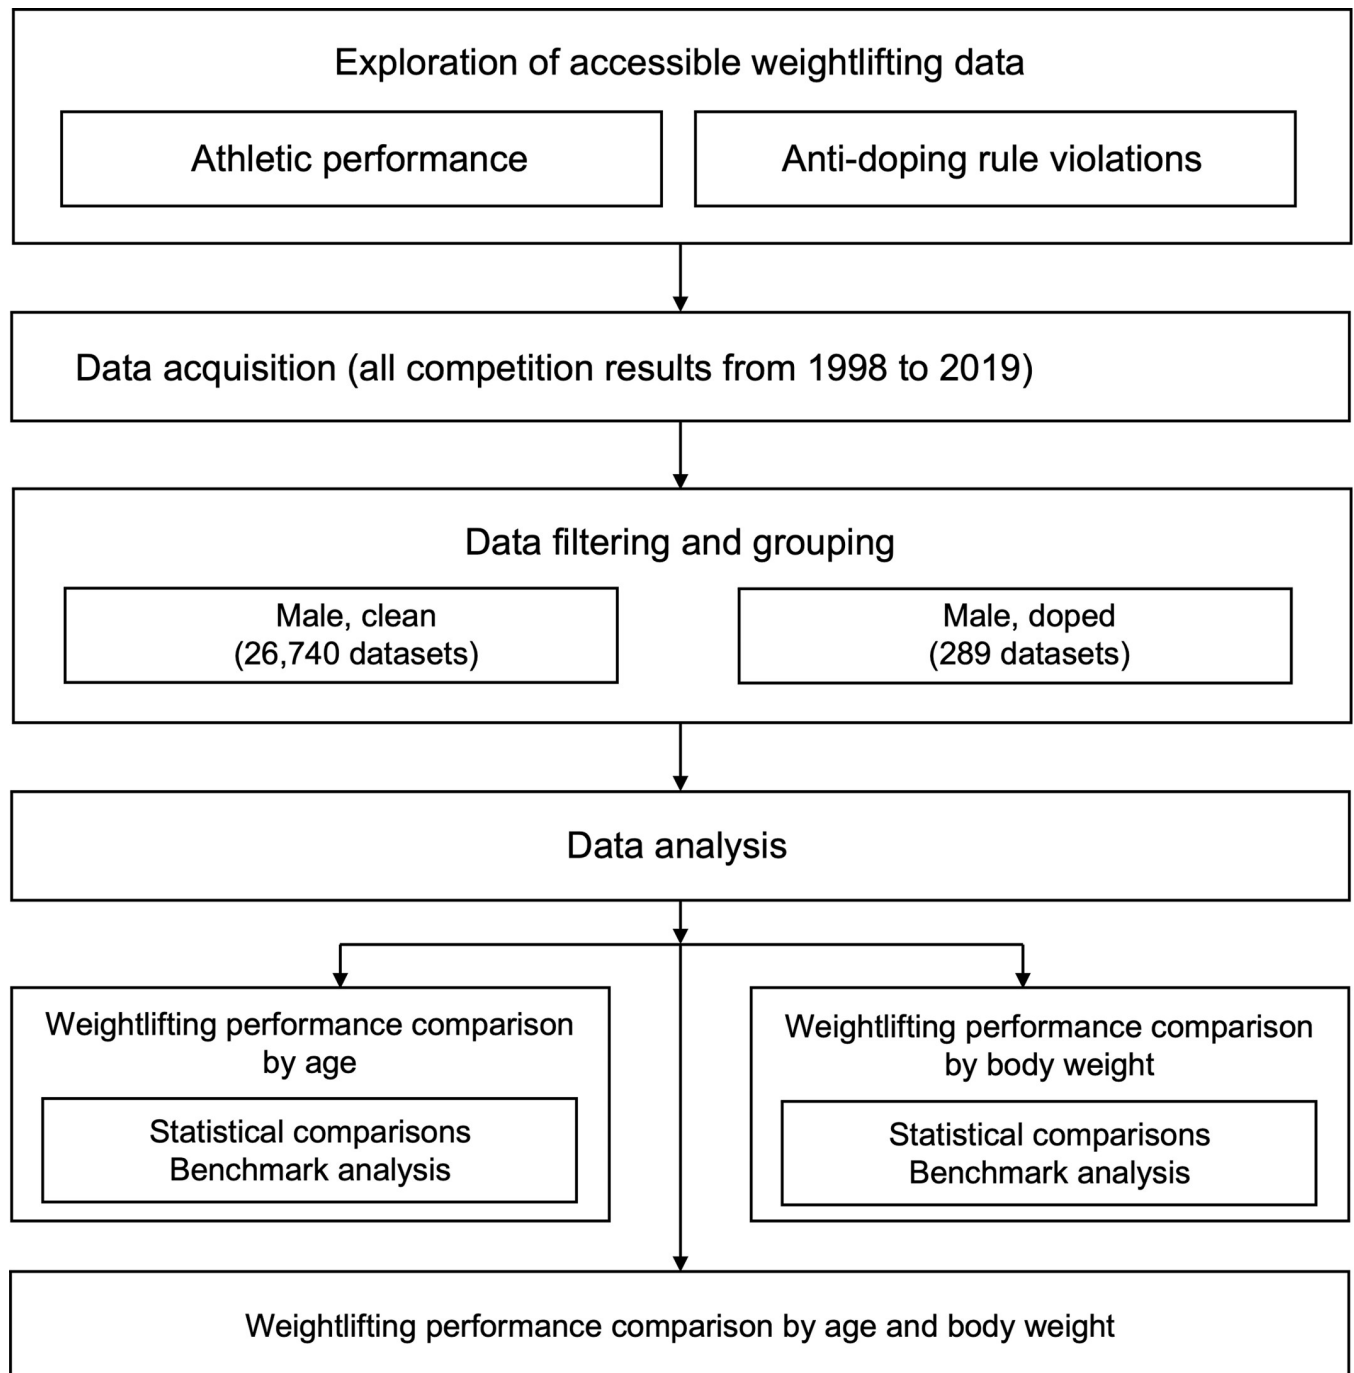 Exploration of accessible weightlifting data
Athletic performance
Anti-doping rule violations
Data acquisition (all competition results from 1998 to 2019)
Data filtering and grouping
Male, clean
(26,740 datasets)
Male, doped
(289 datasets)
Data analysis
Weightlifting performance comparison
by age
Statistical comparisons
Benchmark analysis
Weightlifting performance comparison
by body weight
Statistical comparisons
Benchmark analysis
Weightlifting performance comparison by age and body weight